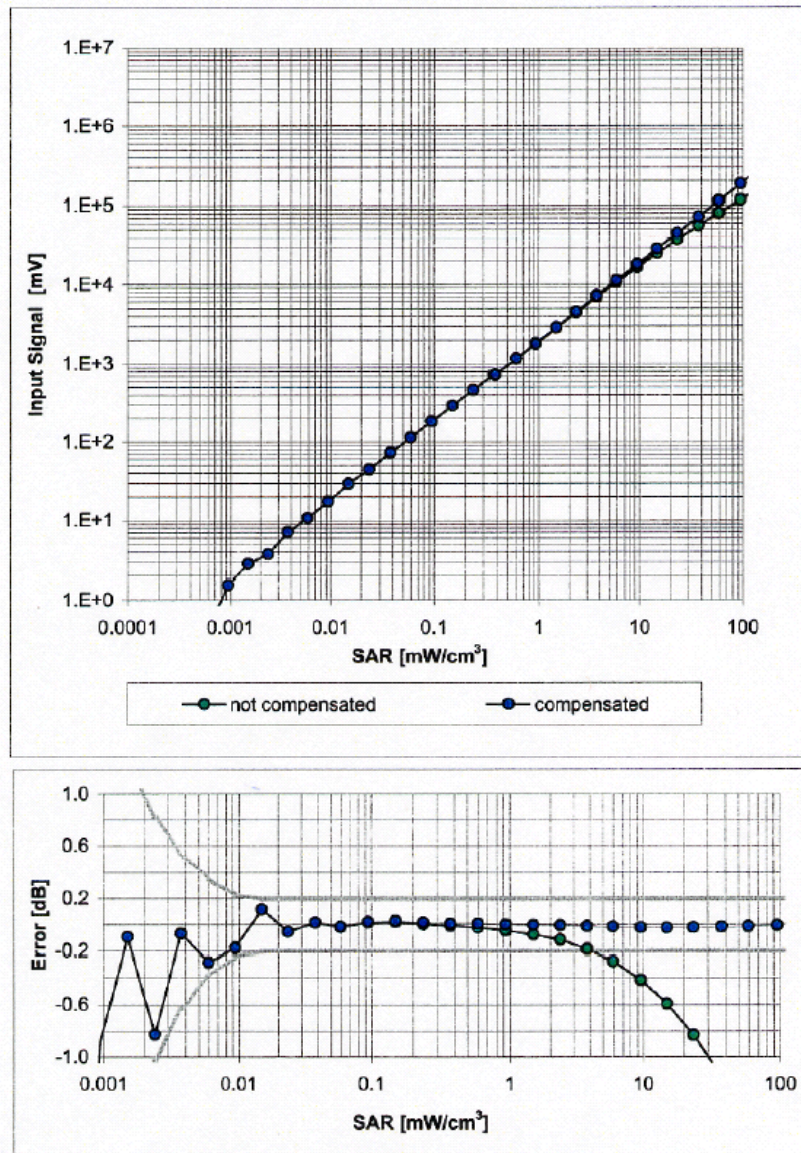 1.E+7
1.E+6
1.E+5
1.E+4
1.E+3
1.E+2
1.E+1
1.E+0
Input Signal [mV]
0.0001 0.001 0.01 0.1 1 10 100
SAR [mW/cm³]
not compensated compensated
1.0
0.6
0.2
-0.2
-0.6
-1.0
Error [dB]
0.001 0.01 0.1 1 10 100
SAR [mW/cm³]